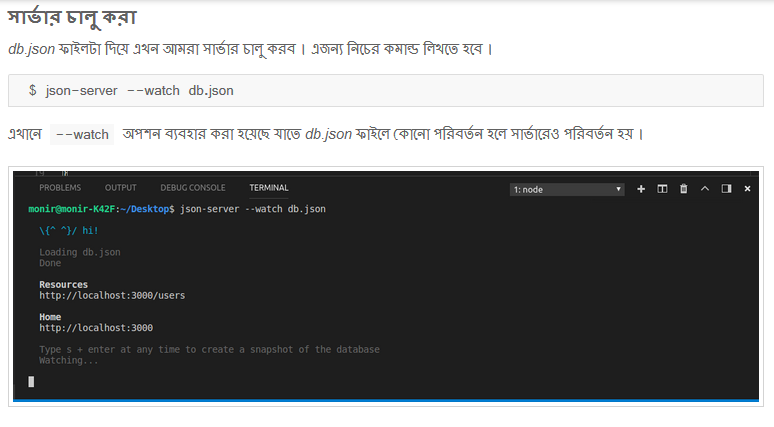 সার্ভার চালু করা
db.json ফাইলটা দিয়ে এখন আমরা সার্ভার চালু করব । এজন্য নিচের কমান্ড লিখতে হবে ।
$ json-server --watch db.json
এখানে --watch অপশন ব্যবহার করা হয়েছে যাতে db.json ফাইলে কোনো পরিবর্তন হলে সার্ভারেও পরিবর্তন হয় ।
PROBLEMS OUTPUT DEBUG CONSOLE TERMINAL 1: node
monir@monir-K42F:~/Desktop$ json-server --watch db.json
\{^_^}/ hi!
Loading db.json
Done
Resources
http://localhost:3000/users
Home
http://localhost:3000
Type s + enter at any time to create a snapshot of the database
Watching...